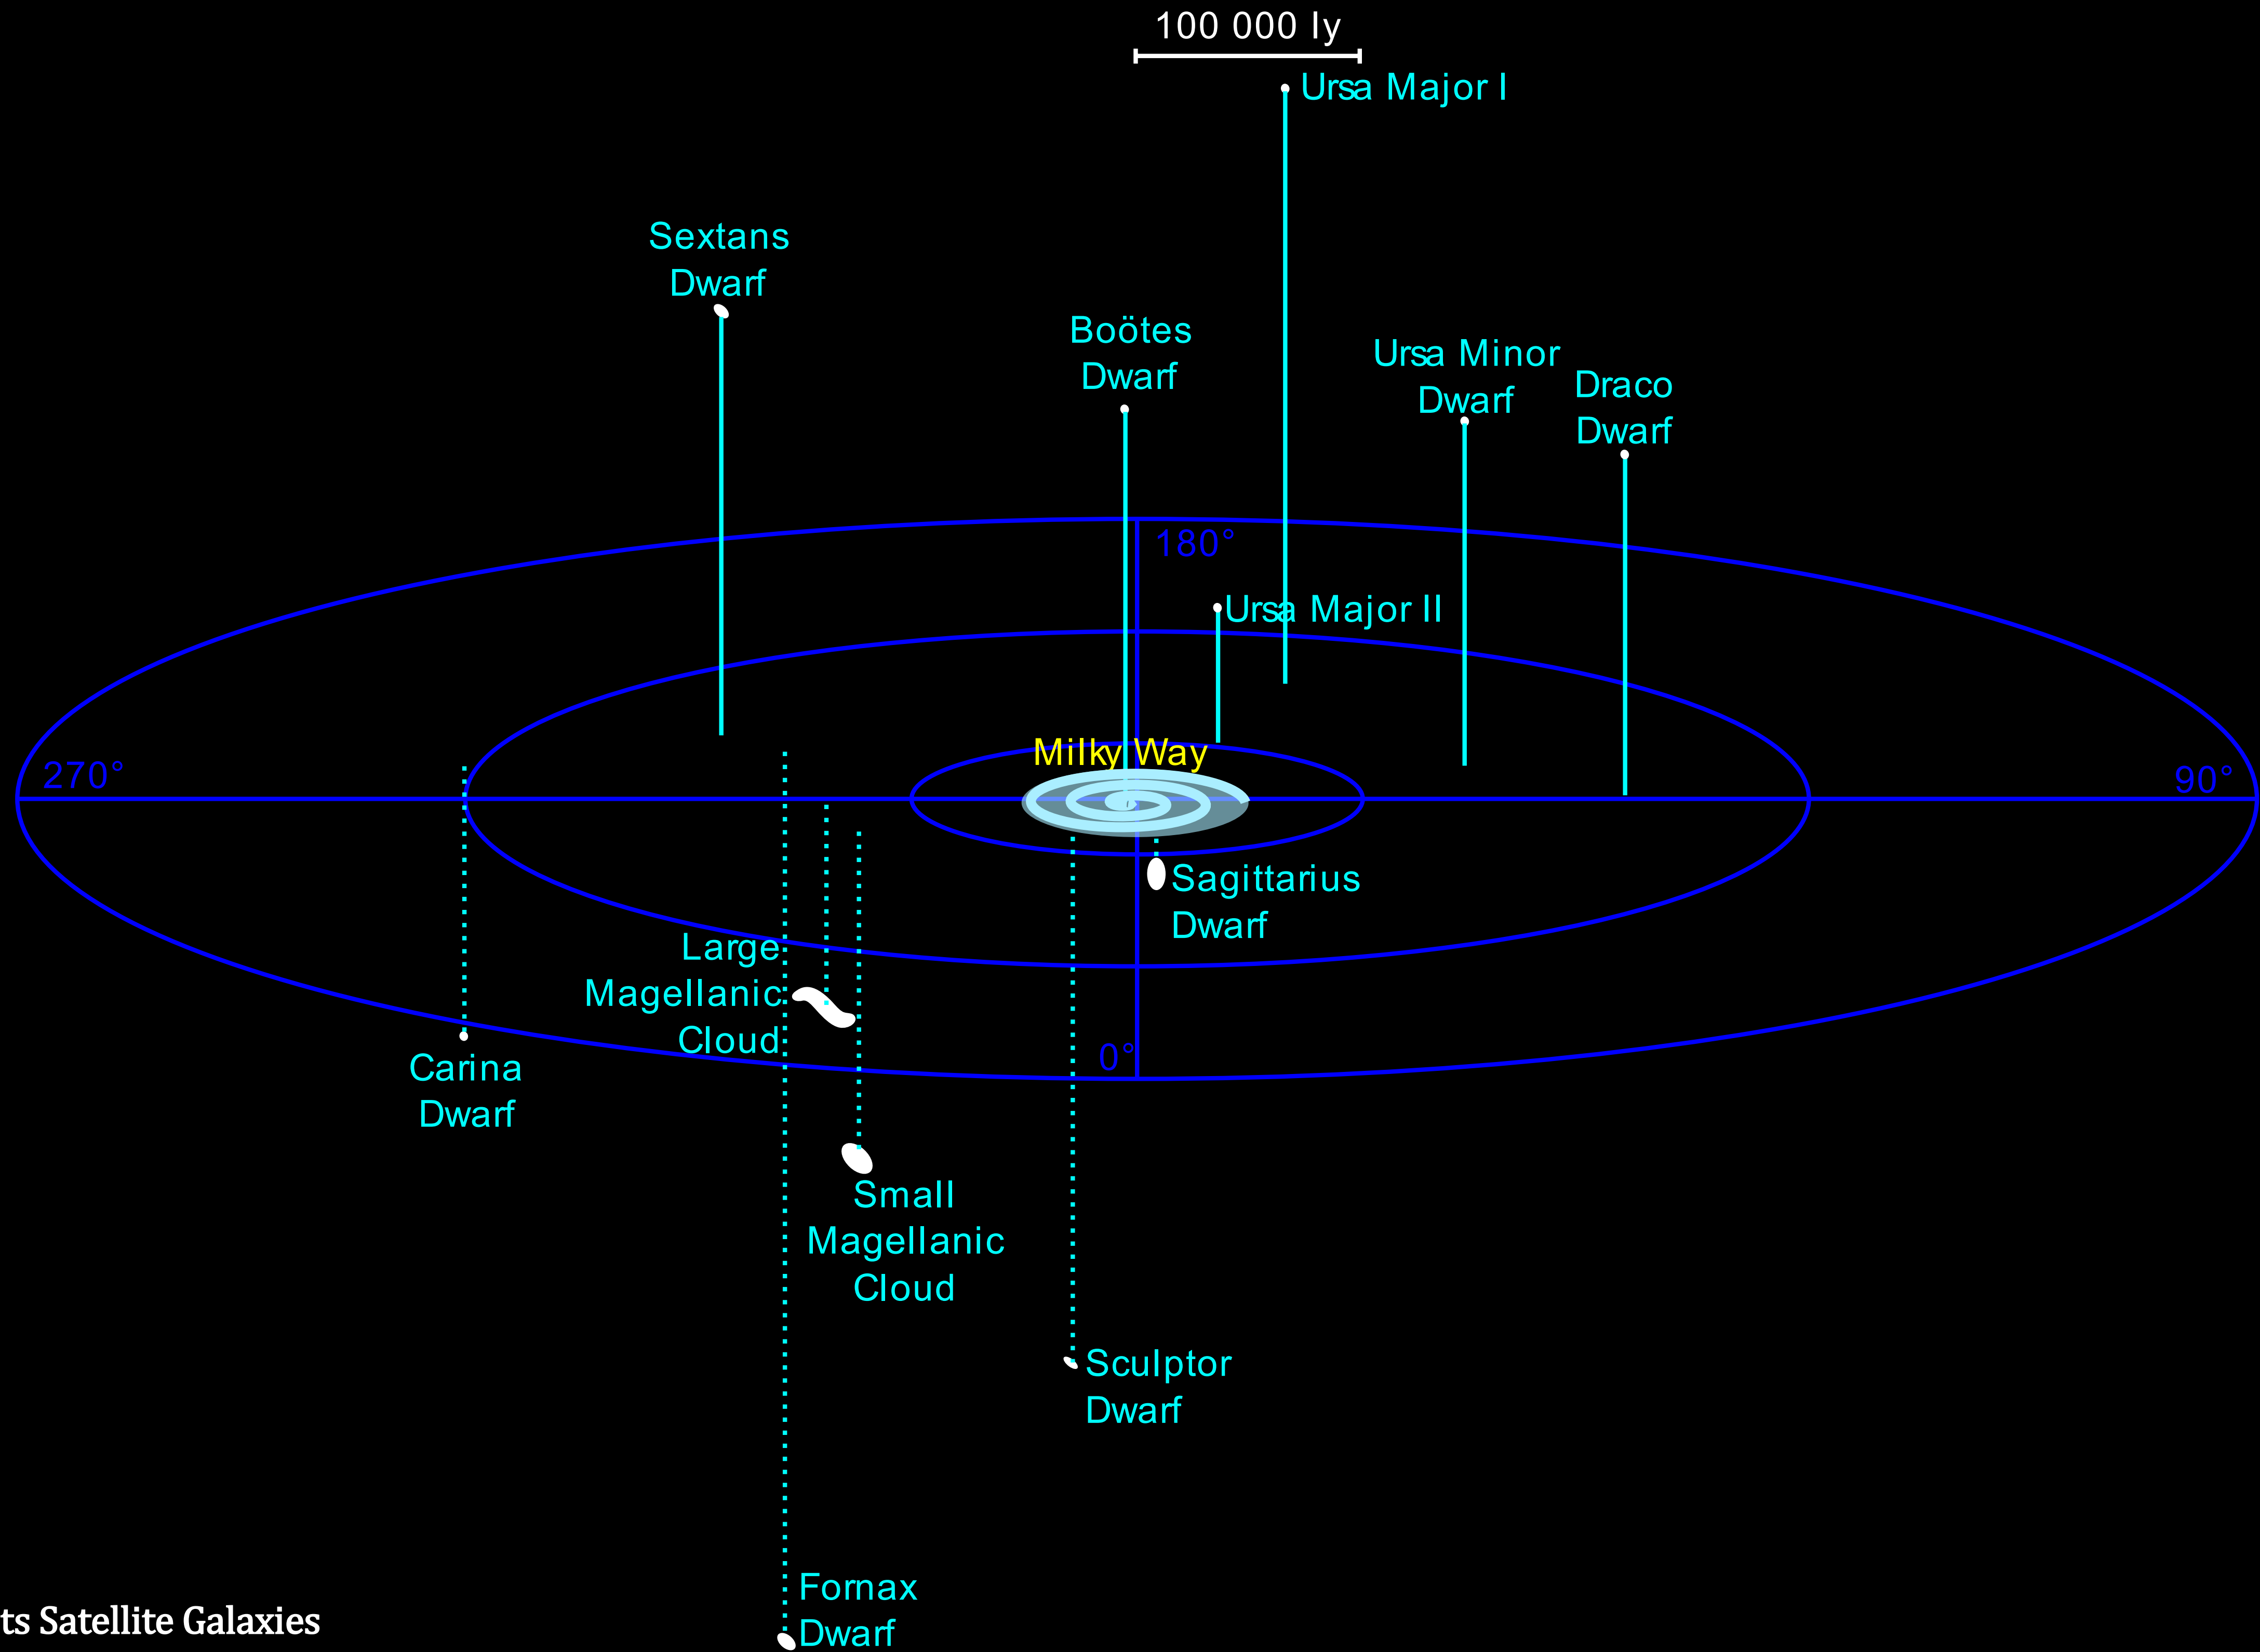 100 000 ly
Ursa Major I
Sextans
Dwarf
Boötes
Dwarf
Ursa Minor
Dwarf
Draco
Dwarf
180°
Ursa Major II
Milky Way
270°
90°
Sagittarius
Dwarf
Large
Magellanic
Cloud
0°
Carina
Dwarf
Small
Magellanic
Cloud
Sculptor
Dwarf
Fornax
Dwarf
ts Satellite Galaxies